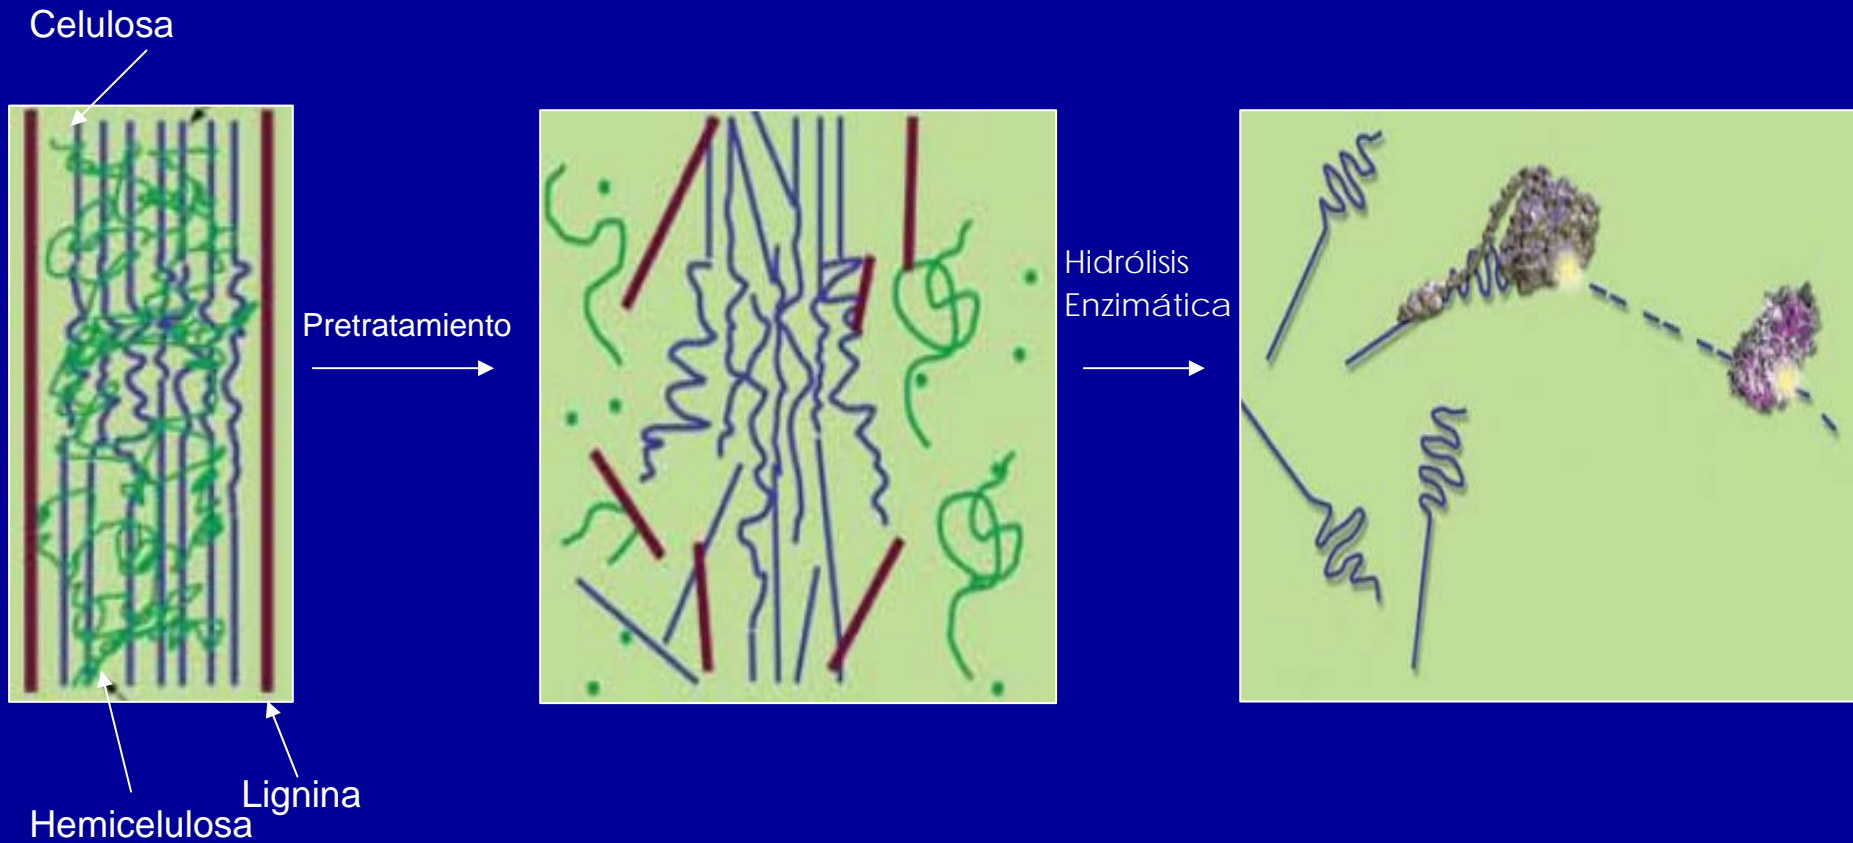 Celulosa
Pretratamiento
Hidrólisis
Enzimática
Lignina
Hemicelulosa